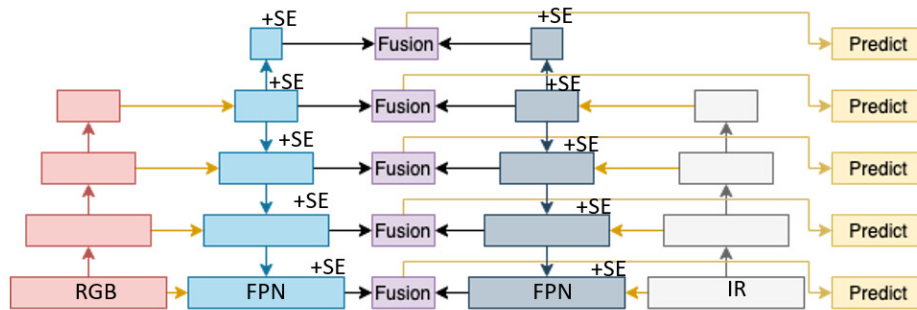 +SE
+SE
Fusion
Predict
+SE
+SE
Fusion
Predict
+SE
+SE
Fusion
Predict
+SE
+SE
Fusion
Predict
+SE
+SE
RGB
FPN
Fusion
FPN
IR
Predict